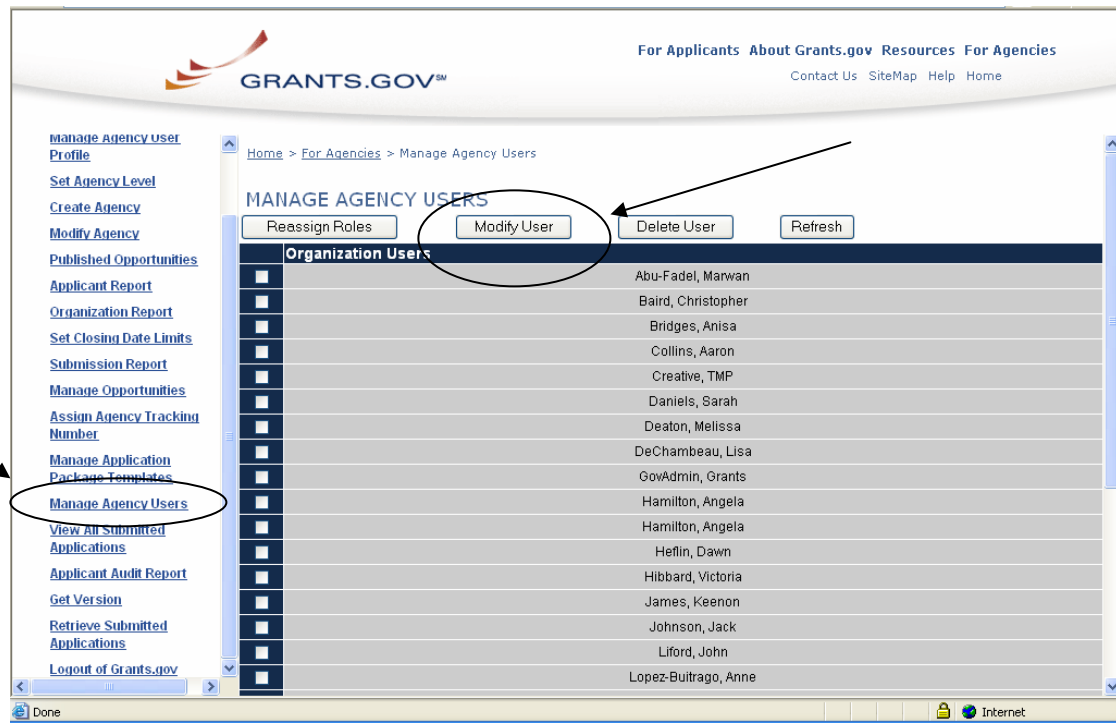 For Applicants About Grants.gov Resources For Agencies
GRANTS.GOV℠
Contact Us SiteMap Help Home
Manage Agency User
Profile
Set Agency Level
Create Agency
Modify Agency
Published Opportunities
Applicant Report
Organization Report
Set Closing Date Limits
Submission Report
Manage Opportunities
Assign Agency Tracking
Number
Manage Application
Package Templates
Manage Agency Users
View All Submitted
Applications
Applicant Audit Report
Get Version
Retrieve Submitted
Applications
Logout of Grants.gov
Home > For Agencies > Manage Agency Users
MANAGE AGENCY USERS
Reassign Roles Modify User Delete User Refresh
Organization Users
Abu-Fadel, Marwan
Baird, Christopher
Bridges, Anisa
Collins, Aaron
Creative, TMP
Daniels, Sarah
Deaton, Melissa
DeChambeau, Lisa
GovAdmin, Grants
Hamilton, Angela
Hamilton, Angela
Heflin, Dawn
Hibbard, Victoria
James, Keenon
Johnson, Jack
Liford, John
Lopez-Buitrago, Anne
Done Internet